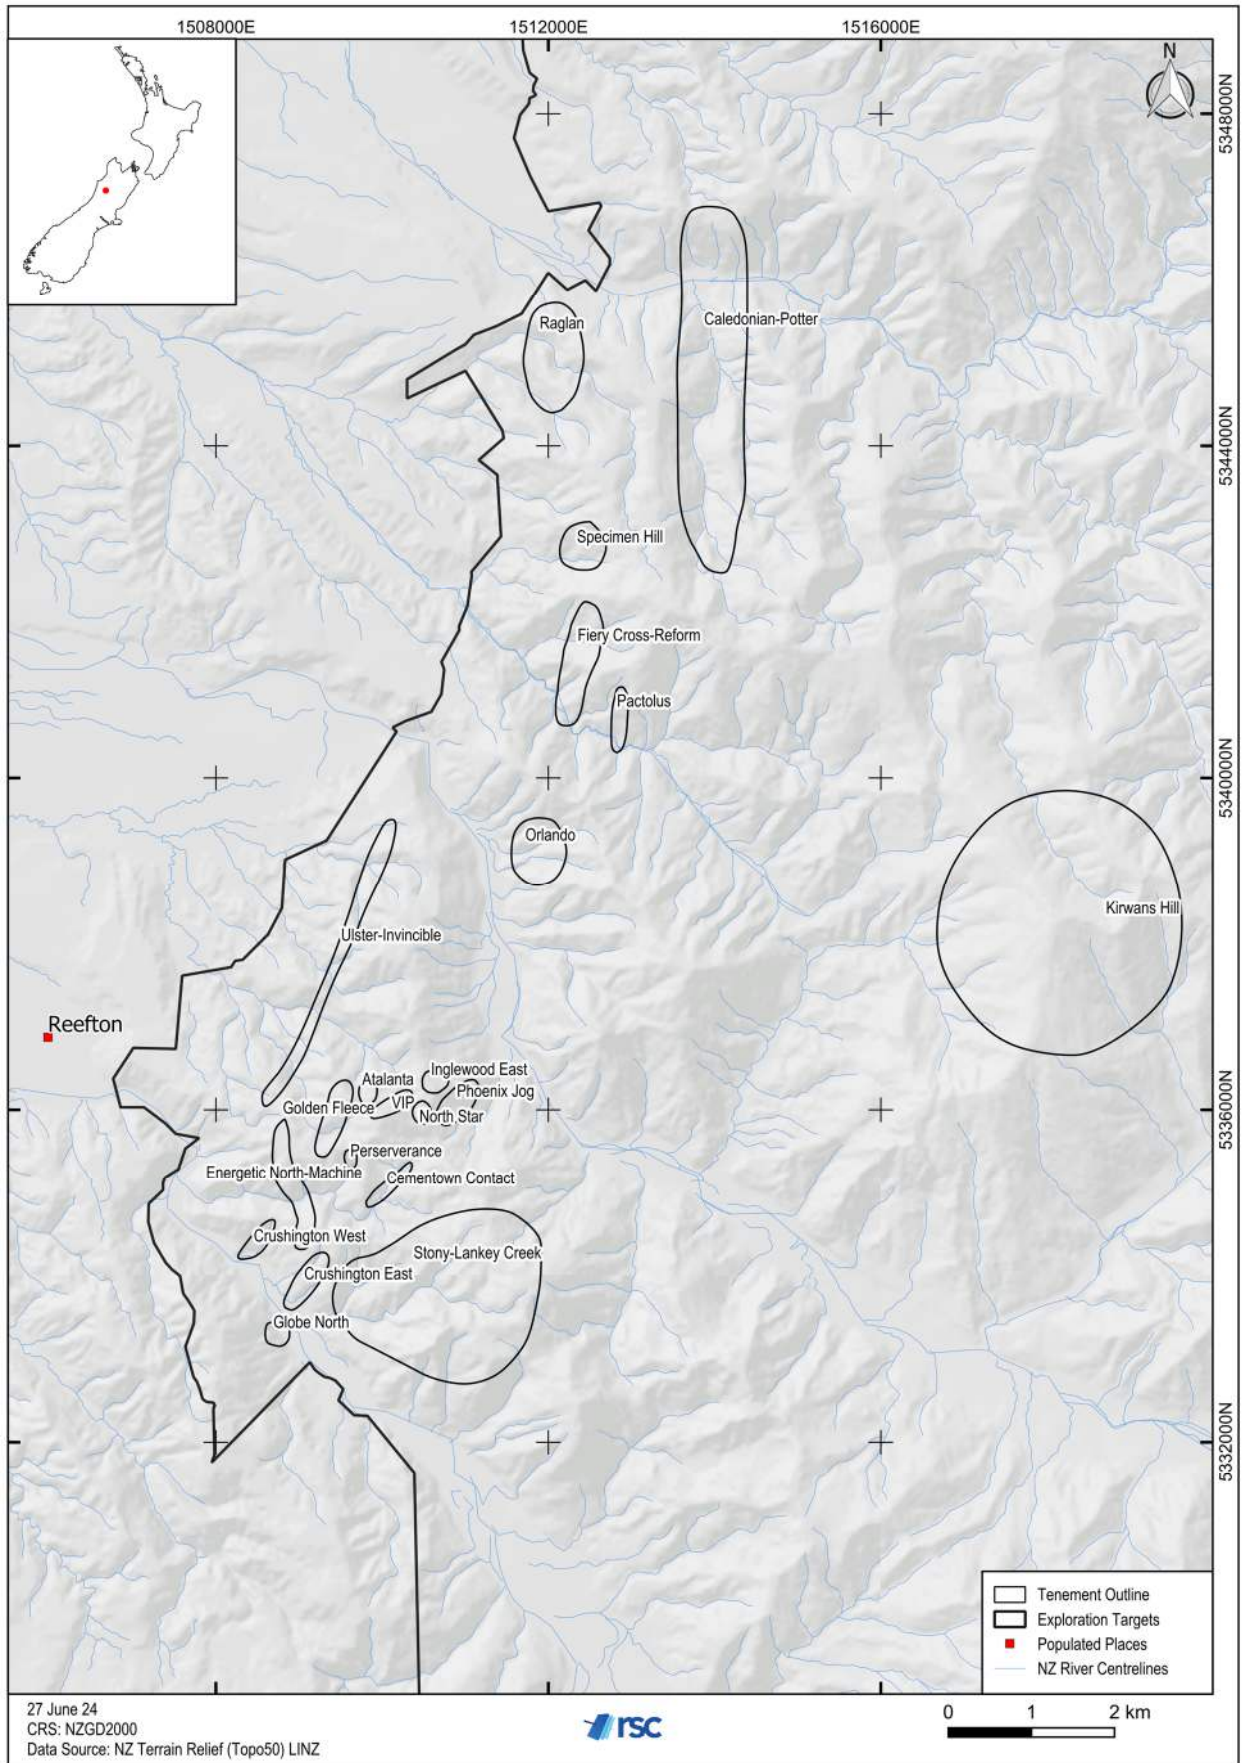 1508000E
1512000E
1516000E
N
5348000N
Raglan
Caledonian-Potter
5344000N
Specimen Hill
Fiery Cross-Reform
Pactolus
5340000N
Orlando
Kirwans Hill
Ulster-Invincible
Reefton
Inglewood East
Atalanta
Phoenix Jog
VIP
Golden Fleece
North Star
5336000N
Perserverance
Energetic North-Machine
Cementown Contact
Crushington West
Stony-Lankey Creek
Crushington East
Globe North
5332000N
Tenement Outline
Exploration Targets
Populated Places
NZ River Centrelines
27 June 24
CRS: NZGD2000
Data Source: NZ Terrain Relief (Topo50) LINZ
rsc
0 1 2 km